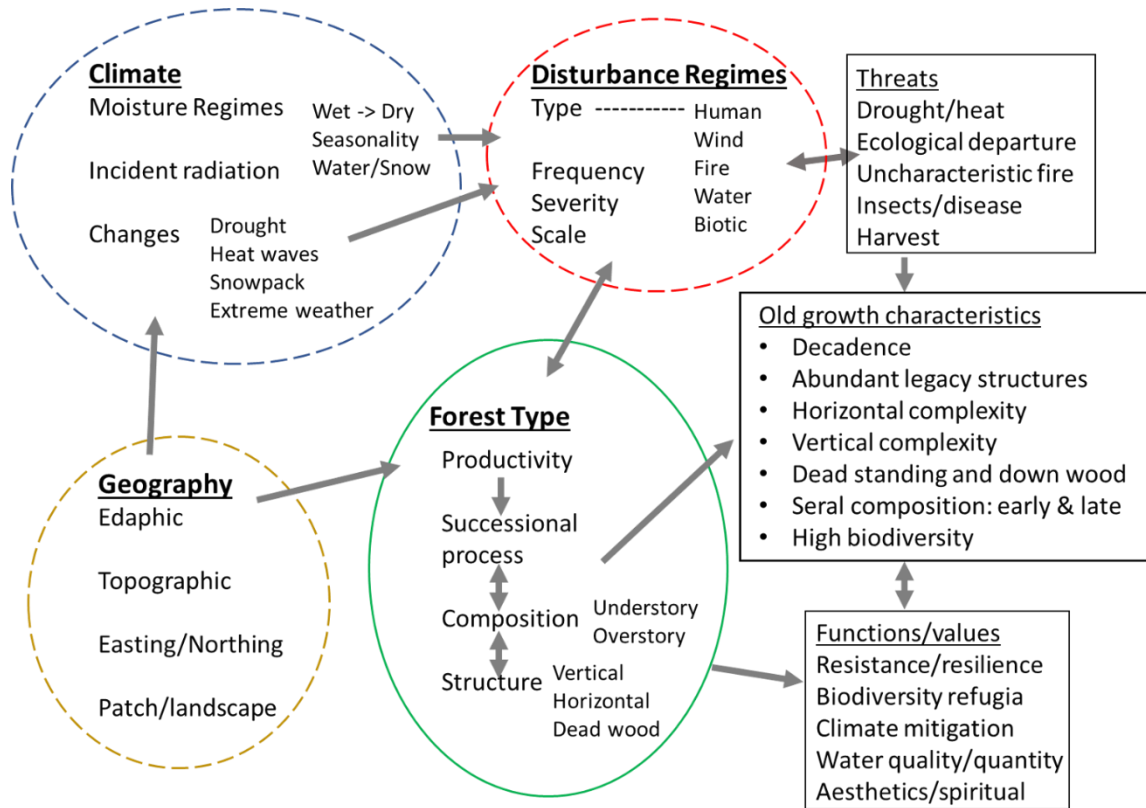 Climate
Moisture Regimes
Wet -> Dry
Seasonality
Water/Snow
Incident radiation
Changes
Drought
Heat waves
Snowpack
Extreme weather
Disturbance Regimes
Type
Human
Wind
Fire
Water
Biotic
Frequency
Severity
Scale
Threats
Drought/heat
Ecological departure
Uncharacteristic fire
Insects/disease
Harvest
Geography
Edaphic
Topographic
Easting/Northing
Patch/landscape
Forest Type
Productivity
Successional
process
Composition
Understory
Overstory
Structure
Vertical
Horizontal
Dead wood
Old growth characteristics
• Decadence
• Abundant legacy structures
• Horizontal complexity
• Vertical complexity
• Dead standing and down wood
• Seral composition: early & late
• High biodiversity
Functions/values
Resistance/resilience
Biodiversity refugia
Climate mitigation
Water quality/quantity
Aesthetics/spiritual